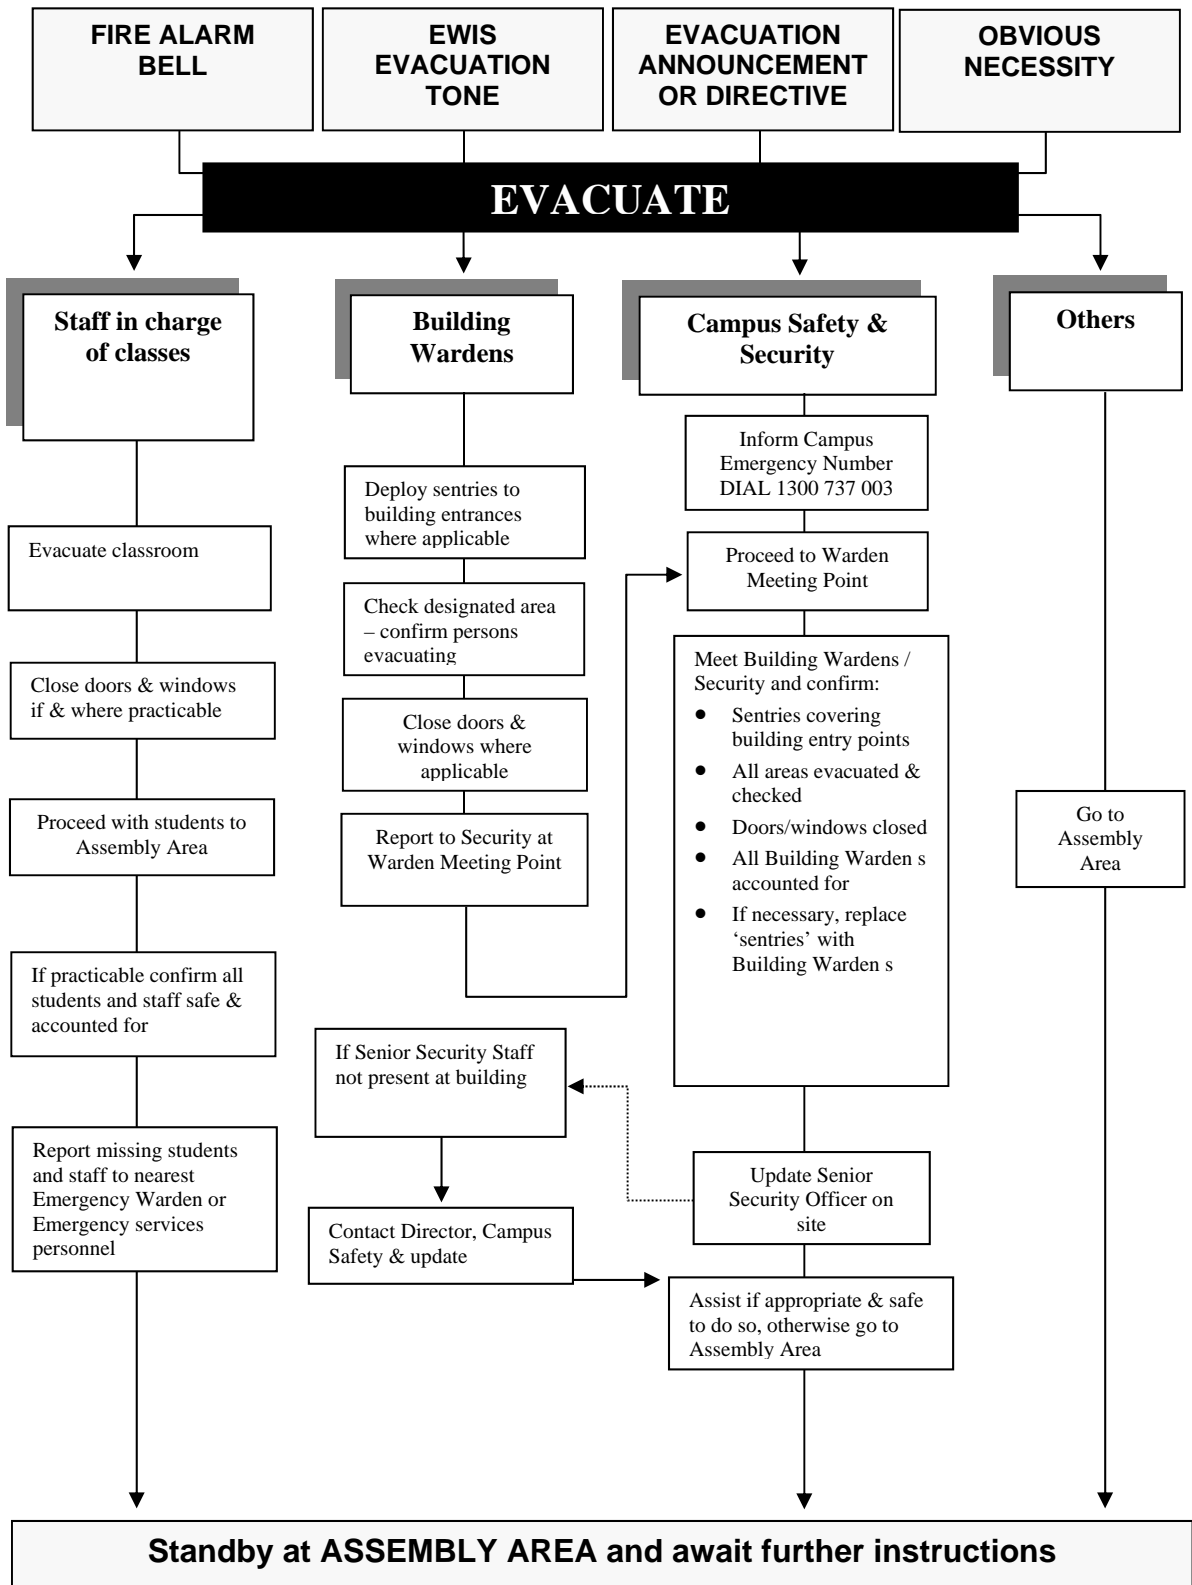 FIRE ALARM
BELL
EWIS
EVACUATION
TONE
EVACUATION
ANNOUNCEMENT
OR DIRECTIVE
OBVIOUS
NECESSITY
EVACUATE
Staff in charge
of classes
Building
Wardens
Campus Safety &
Security
Others
Evacuate classroom
Close doors & windows
if & where practicable
Proceed with students to
Assembly Area
If practicable confirm all
students and staff safe &
accounted for
Report missing students
and staff to nearest
Emergency Warden or
Emergency services
personnel
Deploy sentries to
building entrances
where applicable
Check designated area
– confirm persons
evacuating
Close doors &
windows where
applicable
Report to Security at
Warden Meeting Point
If Senior Security Staff
not present at building
Contact Director, Campus
Safety & update
Inform Campus
Emergency Number
DIAL 1300 737 003
Proceed to Warden
Meeting Point
Meet Building Wardens /
Security and confirm:
● Sentries covering
building entry points
● All areas evacuated &
checked
● Doors/windows closed
● All Building Warden s
accounted for
● If necessary, replace
‘sentries’ with
Building Warden s
Update Senior
Security Officer on
site
Assist if appropriate & safe
to do so, otherwise go to
Assembly Area
Go to
Assembly
Area
Standby at ASSEMBLY AREA and await further instructions